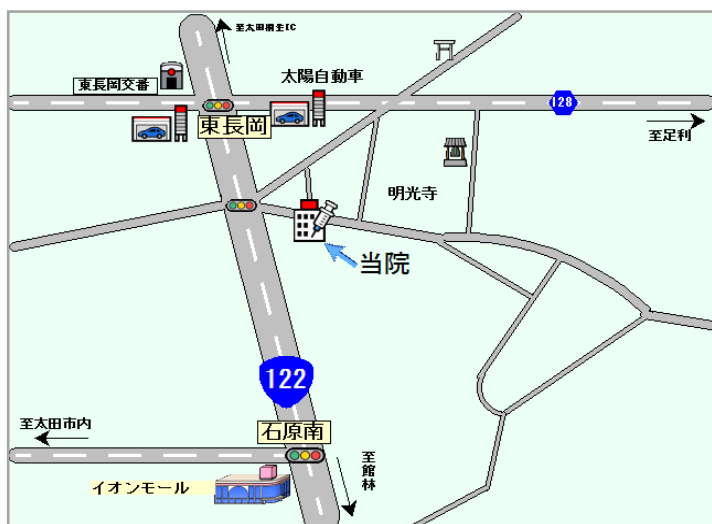 至太田桐生IC
太陽自動車
東長岡交番
128
東長岡
至足利
明光寺
当院
122
至太田市内
石原南
至館林
イオンモール